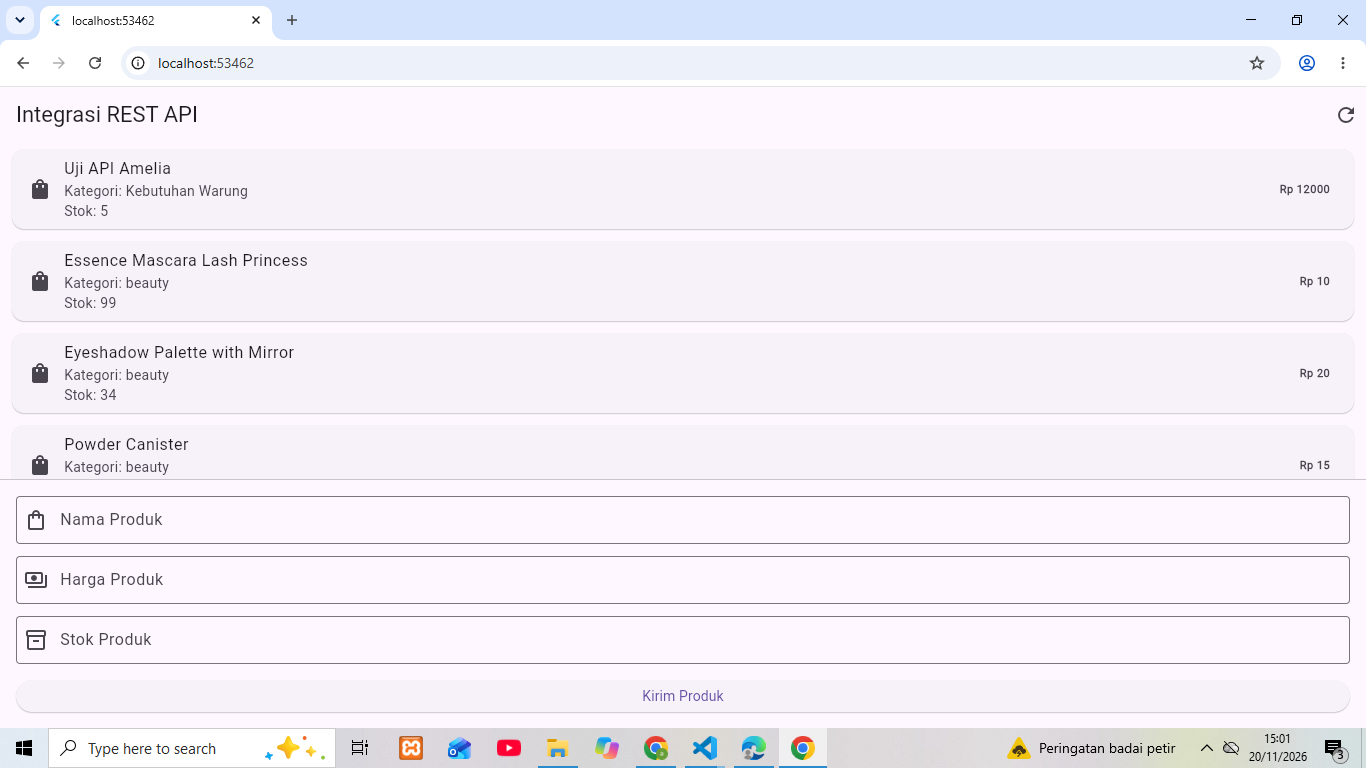 localhost:53462
localhost:53462
Integrasi REST API
Uji API Amelia
Kategori: Kebutuhan Warung
Stok: 5
Rp 12000
Essence Mascara Lash Princess
Kategori: beauty
Stok: 99
Rp 10
Eyeshadow Palette with Mirror
Kategori: beauty
Stok: 34
Rp 20
Powder Canister
Kategori: beauty
Rp 15
Nama Produk
Harga Produk
Stok Produk
Kirim Produk
Type here to search
Peringatan badai petir
15:01
20/11/2026
3